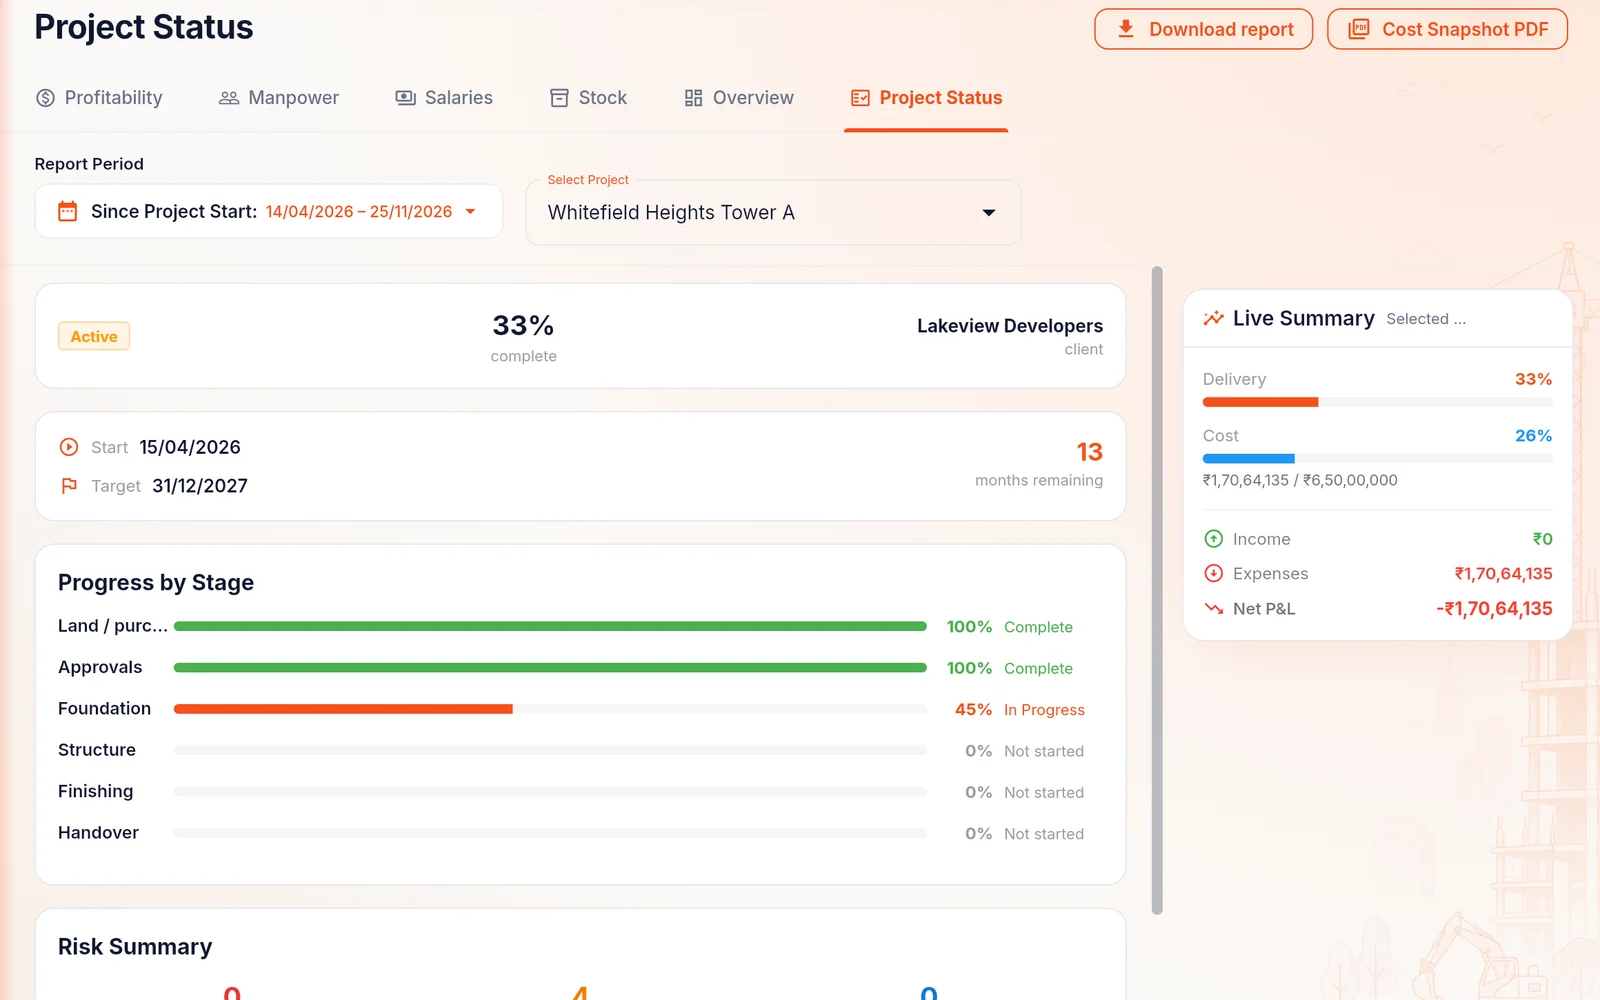 Project Status
Download report
Cost Snapshot PDF
Profitability
Manpower
Salaries
Stock
Overview
Project Status
Report Period
Since Project Start: 14/04/2026 – 25/11/2026
Select Project
Whitefield Heights Tower A
Active
33%
complete
Lakeview Developers
client
Start 15/04/2026
Target 31/12/2027
13
months remaining
Progress by Stage
Land / purc... 100% Complete
Approvals 100% Complete
Foundation 45% In Progress
Structure 0% Not started
Finishing 0% Not started
Handover 0% Not started
Risk Summary
0 4 0
Live Summary Selected ...
Delivery 33%
Cost 26%
₹1,70,64,135 / ₹6,50,00,000
Income ₹0
Expenses ₹1,70,64,135
Net P&L -₹1,70,64,135